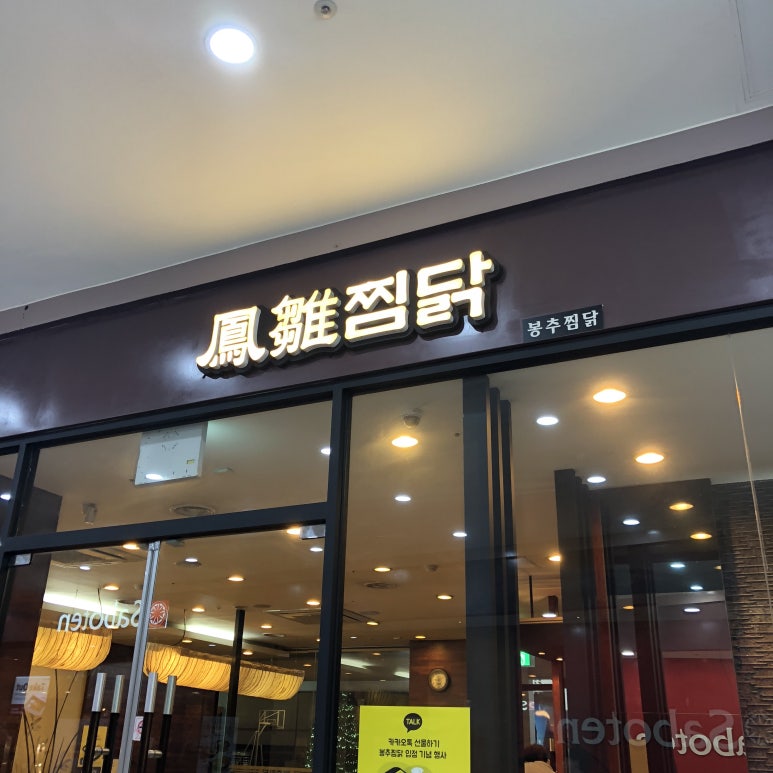 鳳雛찜닭
봉추찜닭
Saboten
TALK
카카오톡 선물하기
봉추찜닭 입점 기념 행사
Saboten